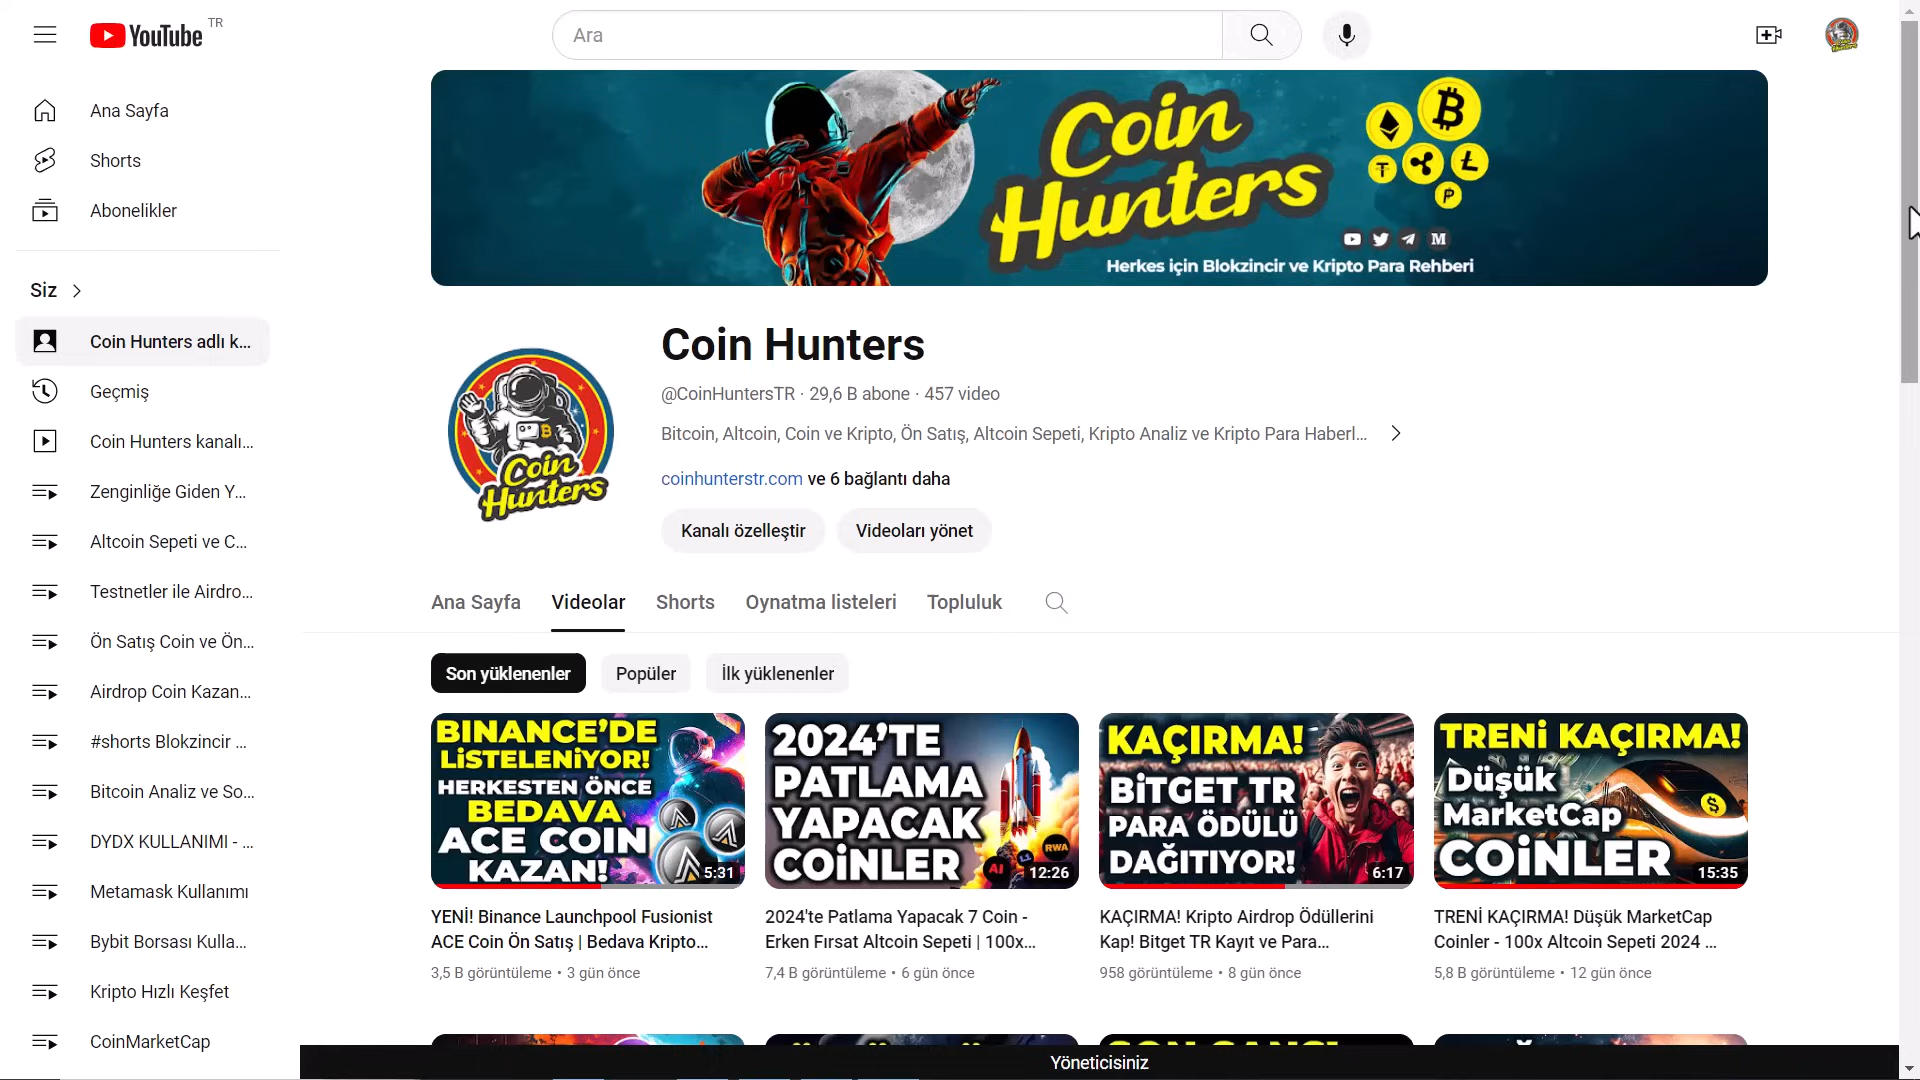 YouTube TR
Ara
Ana Sayfa
Shorts
Abonelikler
Siz
Coin Hunters adlı k...
Geçmiş
Coin Hunters kanalı...
Zenginliğe Giden Y...
Altcoin Sepeti ve C...
Testnetler ile Airdro...
Ön Satış Coin ve Ön...
Airdrop Coin Kazan...
#shorts Blokzincir ...
Bitcoin Analiz ve So...
DYDX KULLANIMI - ...
Metamask Kullanımı
Bybit Borsası Kulla...
Kripto Hızlı Keşfet
CoinMarketCap
Coin
Hunters
Herkes için Blokzincir ve Kripto Para Rehberi
Coin
Hunters
Coin Hunters
@CoinHuntersTR · 29,6 B abone · 457 video
Bitcoin, Altcoin, Coin ve Kripto, Ön Satış, Altcoin Sepeti, Kripto Analiz ve Kripto Para Haberl...
coinhunterstr.com ve 6 bağlantı daha
Kanalı özelleştir
Videoları yönet
Ana Sayfa
Videolar
Shorts
Oynatma listeleri
Topluluk
Son yüklenenler
Popüler
İlk yüklenenler
BINANCE'DE
LiSTELENiYOR!
HERKESTEN ÖNCE
BEDAVA
ACE COIN
KAZAN!
5:31
YENİ! Binance Launchpool Fusionist
ACE Coin Ön Satış | Bedava Kripto...
3,5 B görüntüleme • 3 gün önce
2024'TE
PATLAMA
YAPACAK
COiNLER
AI
L1
RWA
12:26
2024'te Patlama Yapacak 7 Coin -
Erken Fırsat Altcoin Sepeti | 100x...
7,4 B görüntüleme • 6 gün önce
KAÇIRMA!
BiTGET TR
PARA ÖDÜLÜ
DAĞITIYOR!
6:17
KAÇIRMA! Kripto Airdrop Ödüllerini
Kap! Bitget TR Kayıt ve Para...
958 görüntüleme • 8 gün önce
TRENi KAÇIRMA!
Düşük
MarketCap
COiNLER
15:35
TRENİ KAÇIRMA! Düşük MarketCap
Coinler - 100x Altcoin Sepeti 2024 ...
5,8 B görüntüleme • 12 gün önce
Yöneticisiniz